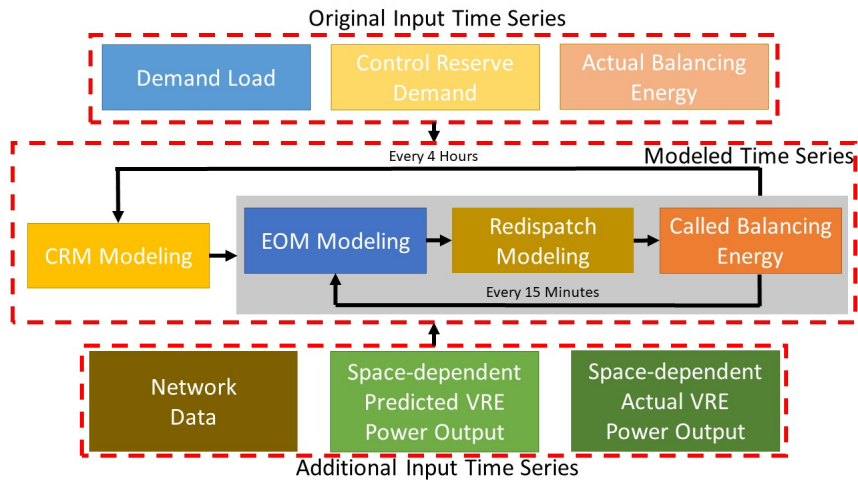 Original Input Time Series
Demand Load
Control Reserve
Demand
Actual Balancing
Energy
Modeled Time Series
Every 4 Hours
CRM Modeling
EOM Modeling
Redispatch
Modeling
Called Balancing
Energy
Every 15 Minutes
Network
Data
Space-dependent
Predicted VRE
Power Output
Space-dependent
Actual VRE
Power Output
Additional Input Time Series